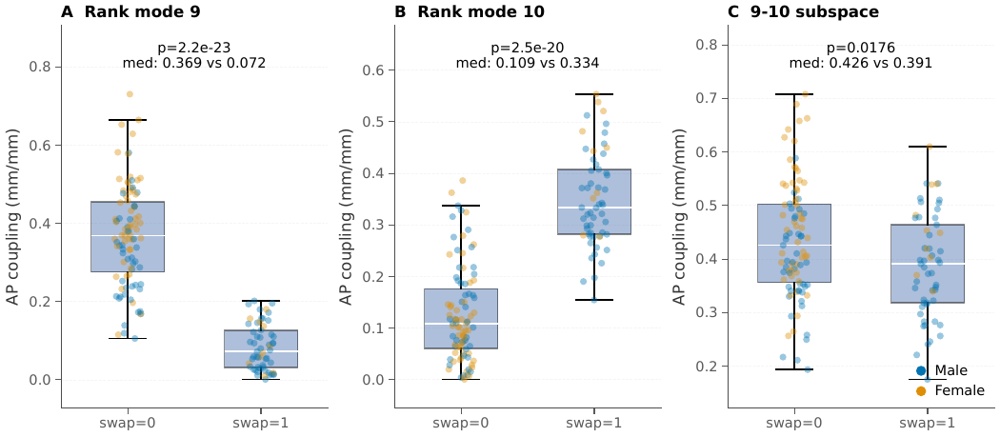 A Rank mode 9
p=2.2e-23
med: 0.369 vs 0.072
AP coupling (mm/mm)
0.8
0.6
0.4
0.2
0.0
swap=0
swap=1
B Rank mode 10
p=2.5e-20
med: 0.109 vs 0.334
AP coupling (mm/mm)
0.6
0.5
0.4
0.3
0.2
0.1
0.0
swap=0
swap=1
C 9-10 subspace
p=0.0176
med: 0.426 vs 0.391
AP coupling (mm/mm)
0.8
0.7
0.6
0.5
0.4
0.3
0.2
swap=0
swap=1
Male
Female